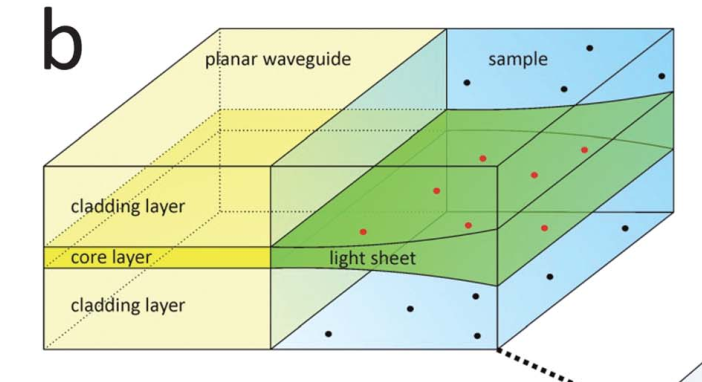 b
planar waveguide
sample
cladding layer
core layer
light sheet
cladding layer